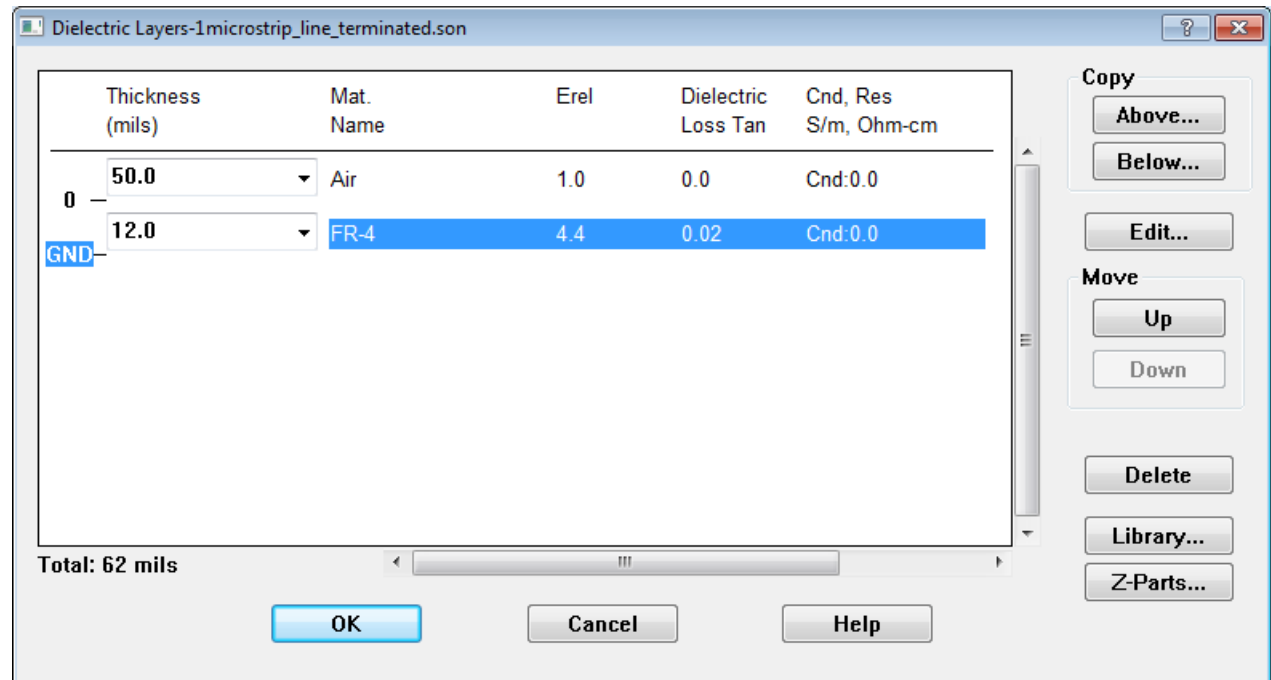 Dielectric Layers-1microstrip_line_terminated.son
Thickness Mat. Erel Dielectric Cnd, Res
(mils) Name Loss Tan S/m, Ohm-cm
50.0 Air 1.0 0.0 Cnd:0.0
0
12.0 FR-4 4.4 0.02 Cnd:0.0
GND
Total: 62 mils
OK Cancel Help
Copy
Above...
Below...
Edit...
Move
Up
Down
Delete
Library...
Z-Parts...